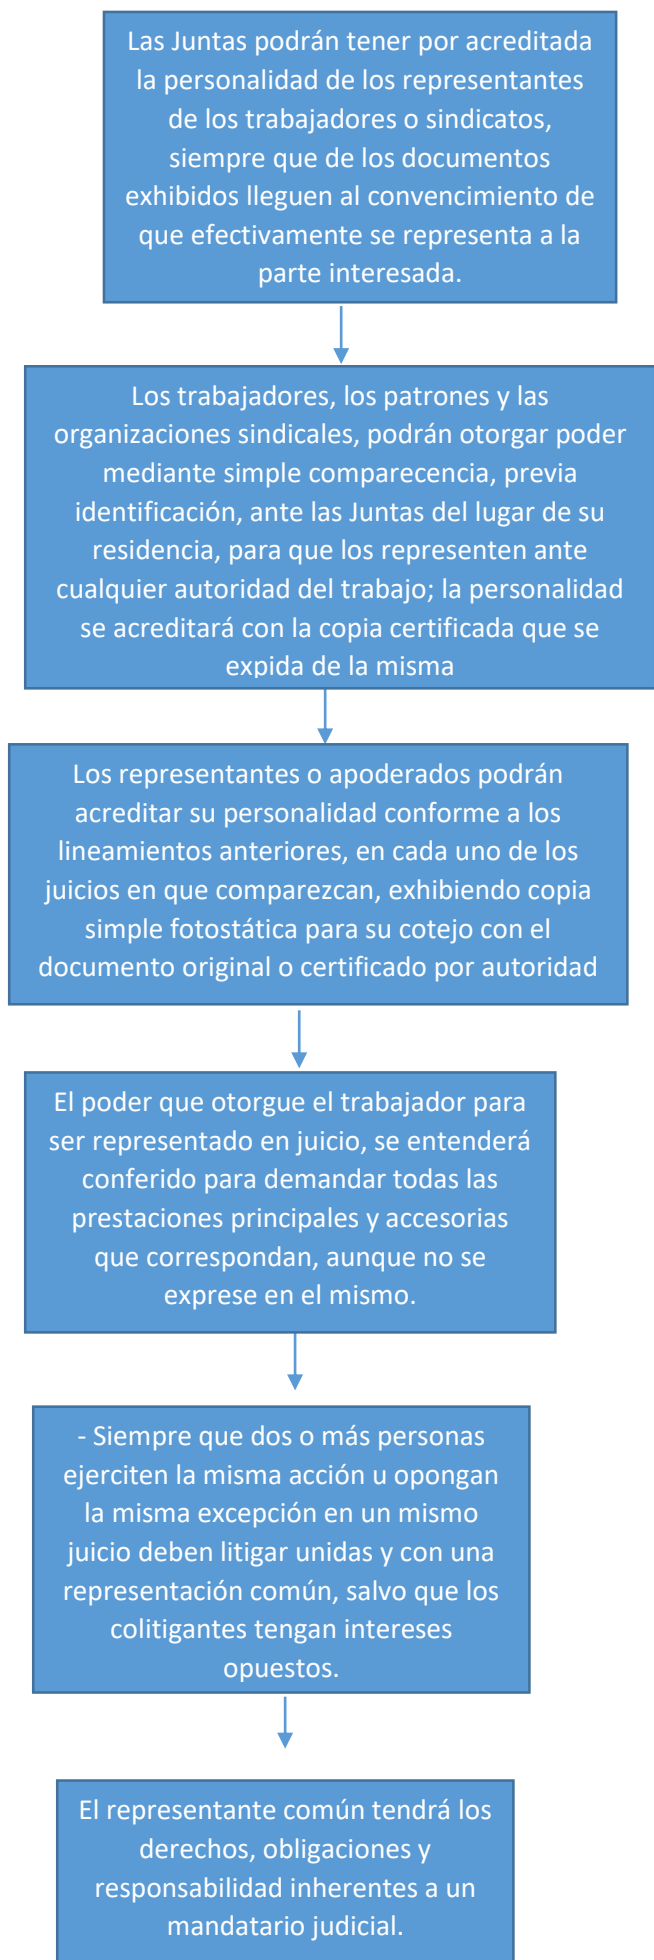 Las Juntas podrán tener por acreditada
la personalidad de los representantes
de los trabajadores o sindicatos,
siempre que de los documentos
exhibidos lleguen al convencimiento de
que efectivamente se representa a la
parte interesada.
Los trabajadores, los patrones y las
organizaciones sindicales, podrán otorgar poder
mediante simple comparecencia, previa
identificación, ante las Juntas del lugar de su
residencia, para que los representen ante
cualquier autoridad del trabajo; la personalidad
se acreditará con la copia certificada que se
expida de la misma
Los representantes o apoderados podrán
acreditar su personalidad conforme a los
lineamientos anteriores, en cada uno de los
juicios en que comparezcan, exhibiendo copia
simple fotostática para su cotejo con el
documento original o certificado por autoridad
El poder que otorgue el trabajador para
ser representado en juicio, se entenderá
conferido para demandar todas las
prestaciones principales y accesorias
que correspondan, aunque no se
exprese en el mismo.
- Siempre que dos o más personas
ejerciten la misma acción u opongan
la misma excepción en un mismo
juicio deben litigar unidas y con una
representación común, salvo que los
colitigantes tengan intereses
opuestos.
El representante común tendrá los
derechos, obligaciones y
responsabilidad inherentes a un
mandatario judicial.